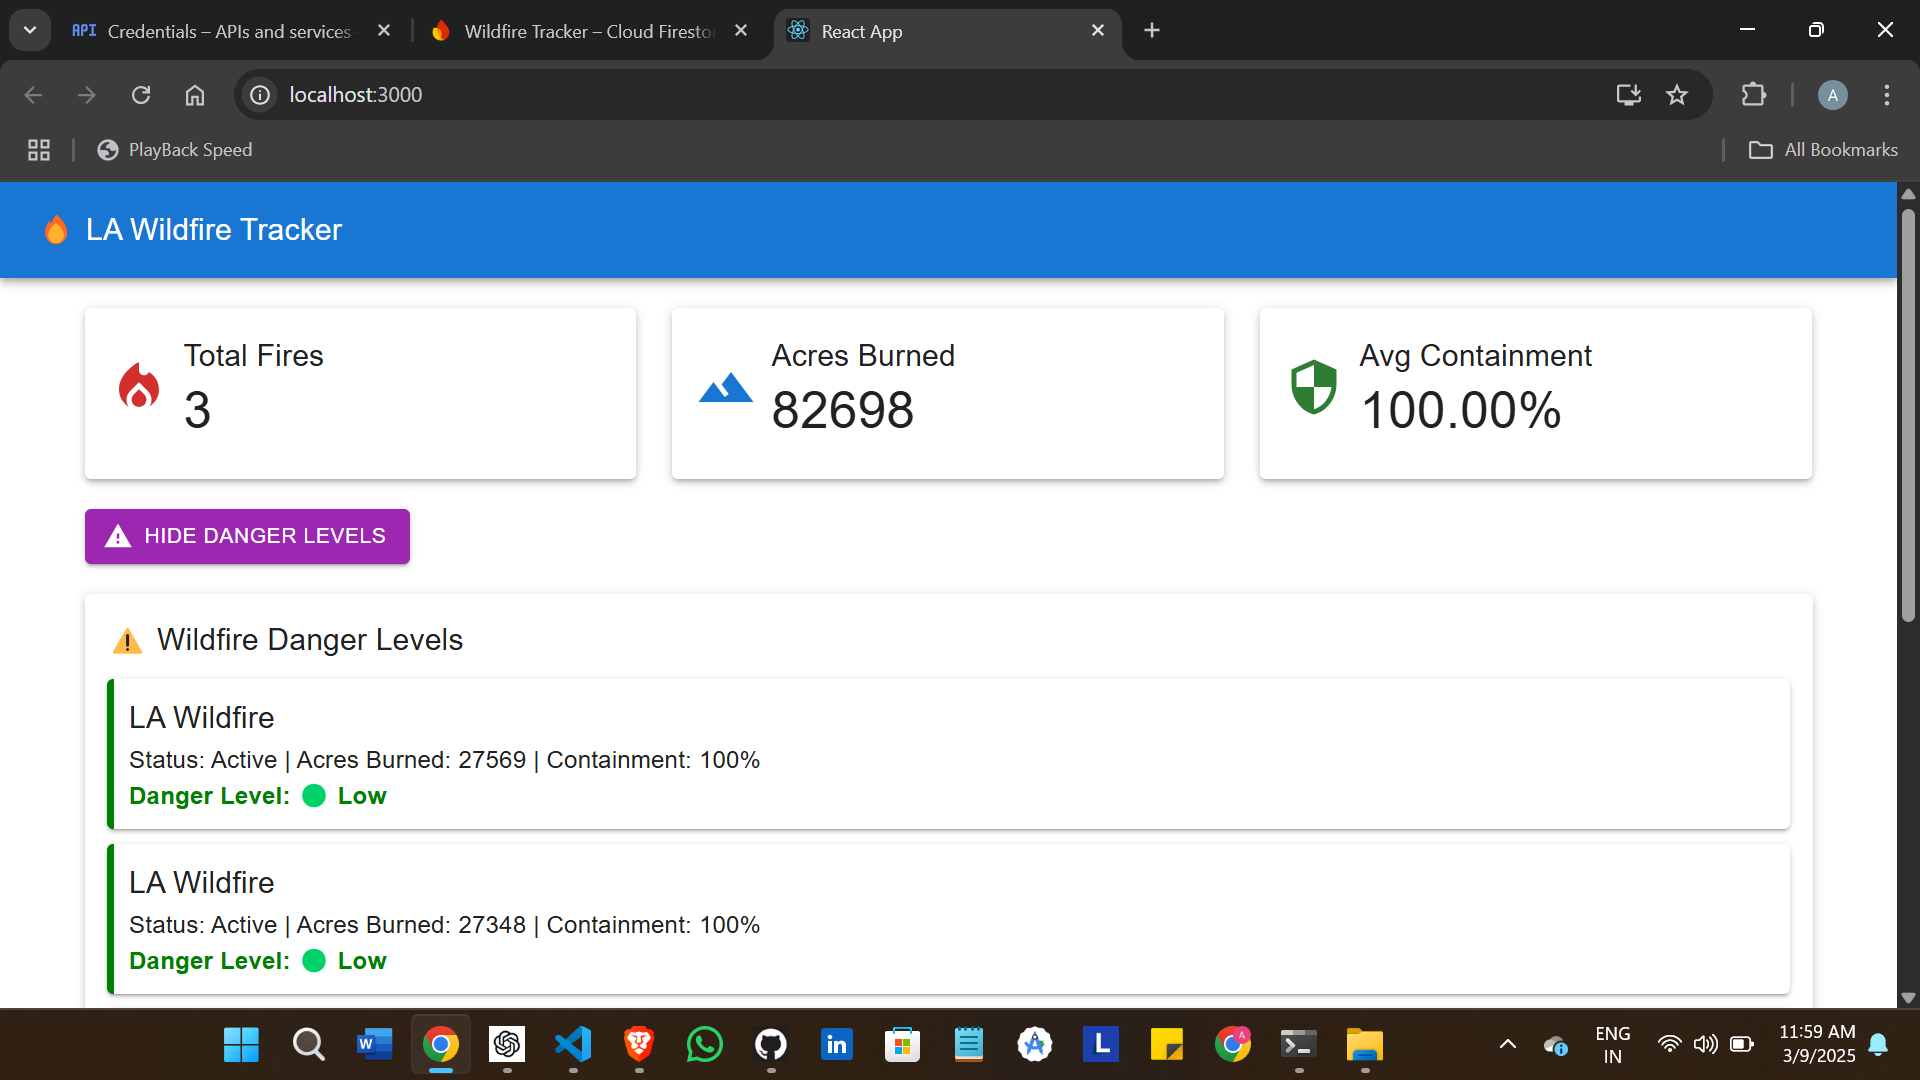 API Credentials – APIs and services
Wildfire Tracker – Cloud Firesto
React App
localhost:3000
A
PlayBack Speed
All Bookmarks
LA Wildfire Tracker
Total Fires
3
Acres Burned
82698
Avg Containment
100.00%
HIDE DANGER LEVELS
Wildfire Danger Levels
LA Wildfire
Status: Active | Acres Burned: 27569 | Containment: 100%
Danger Level: Low
LA Wildfire
Status: Active | Acres Burned: 27348 | Containment: 100%
Danger Level: Low
W
in
L
A
ENG
IN
11:59 AM
3/9/2025